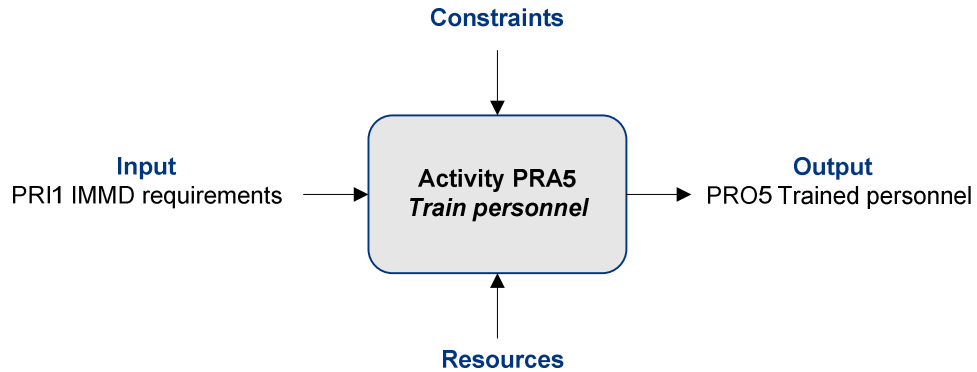 Constraints
Input
PRI1 IMMD requirements
Activity PRA5
Train personnel
Output
PRO5 Trained personnel
Resources